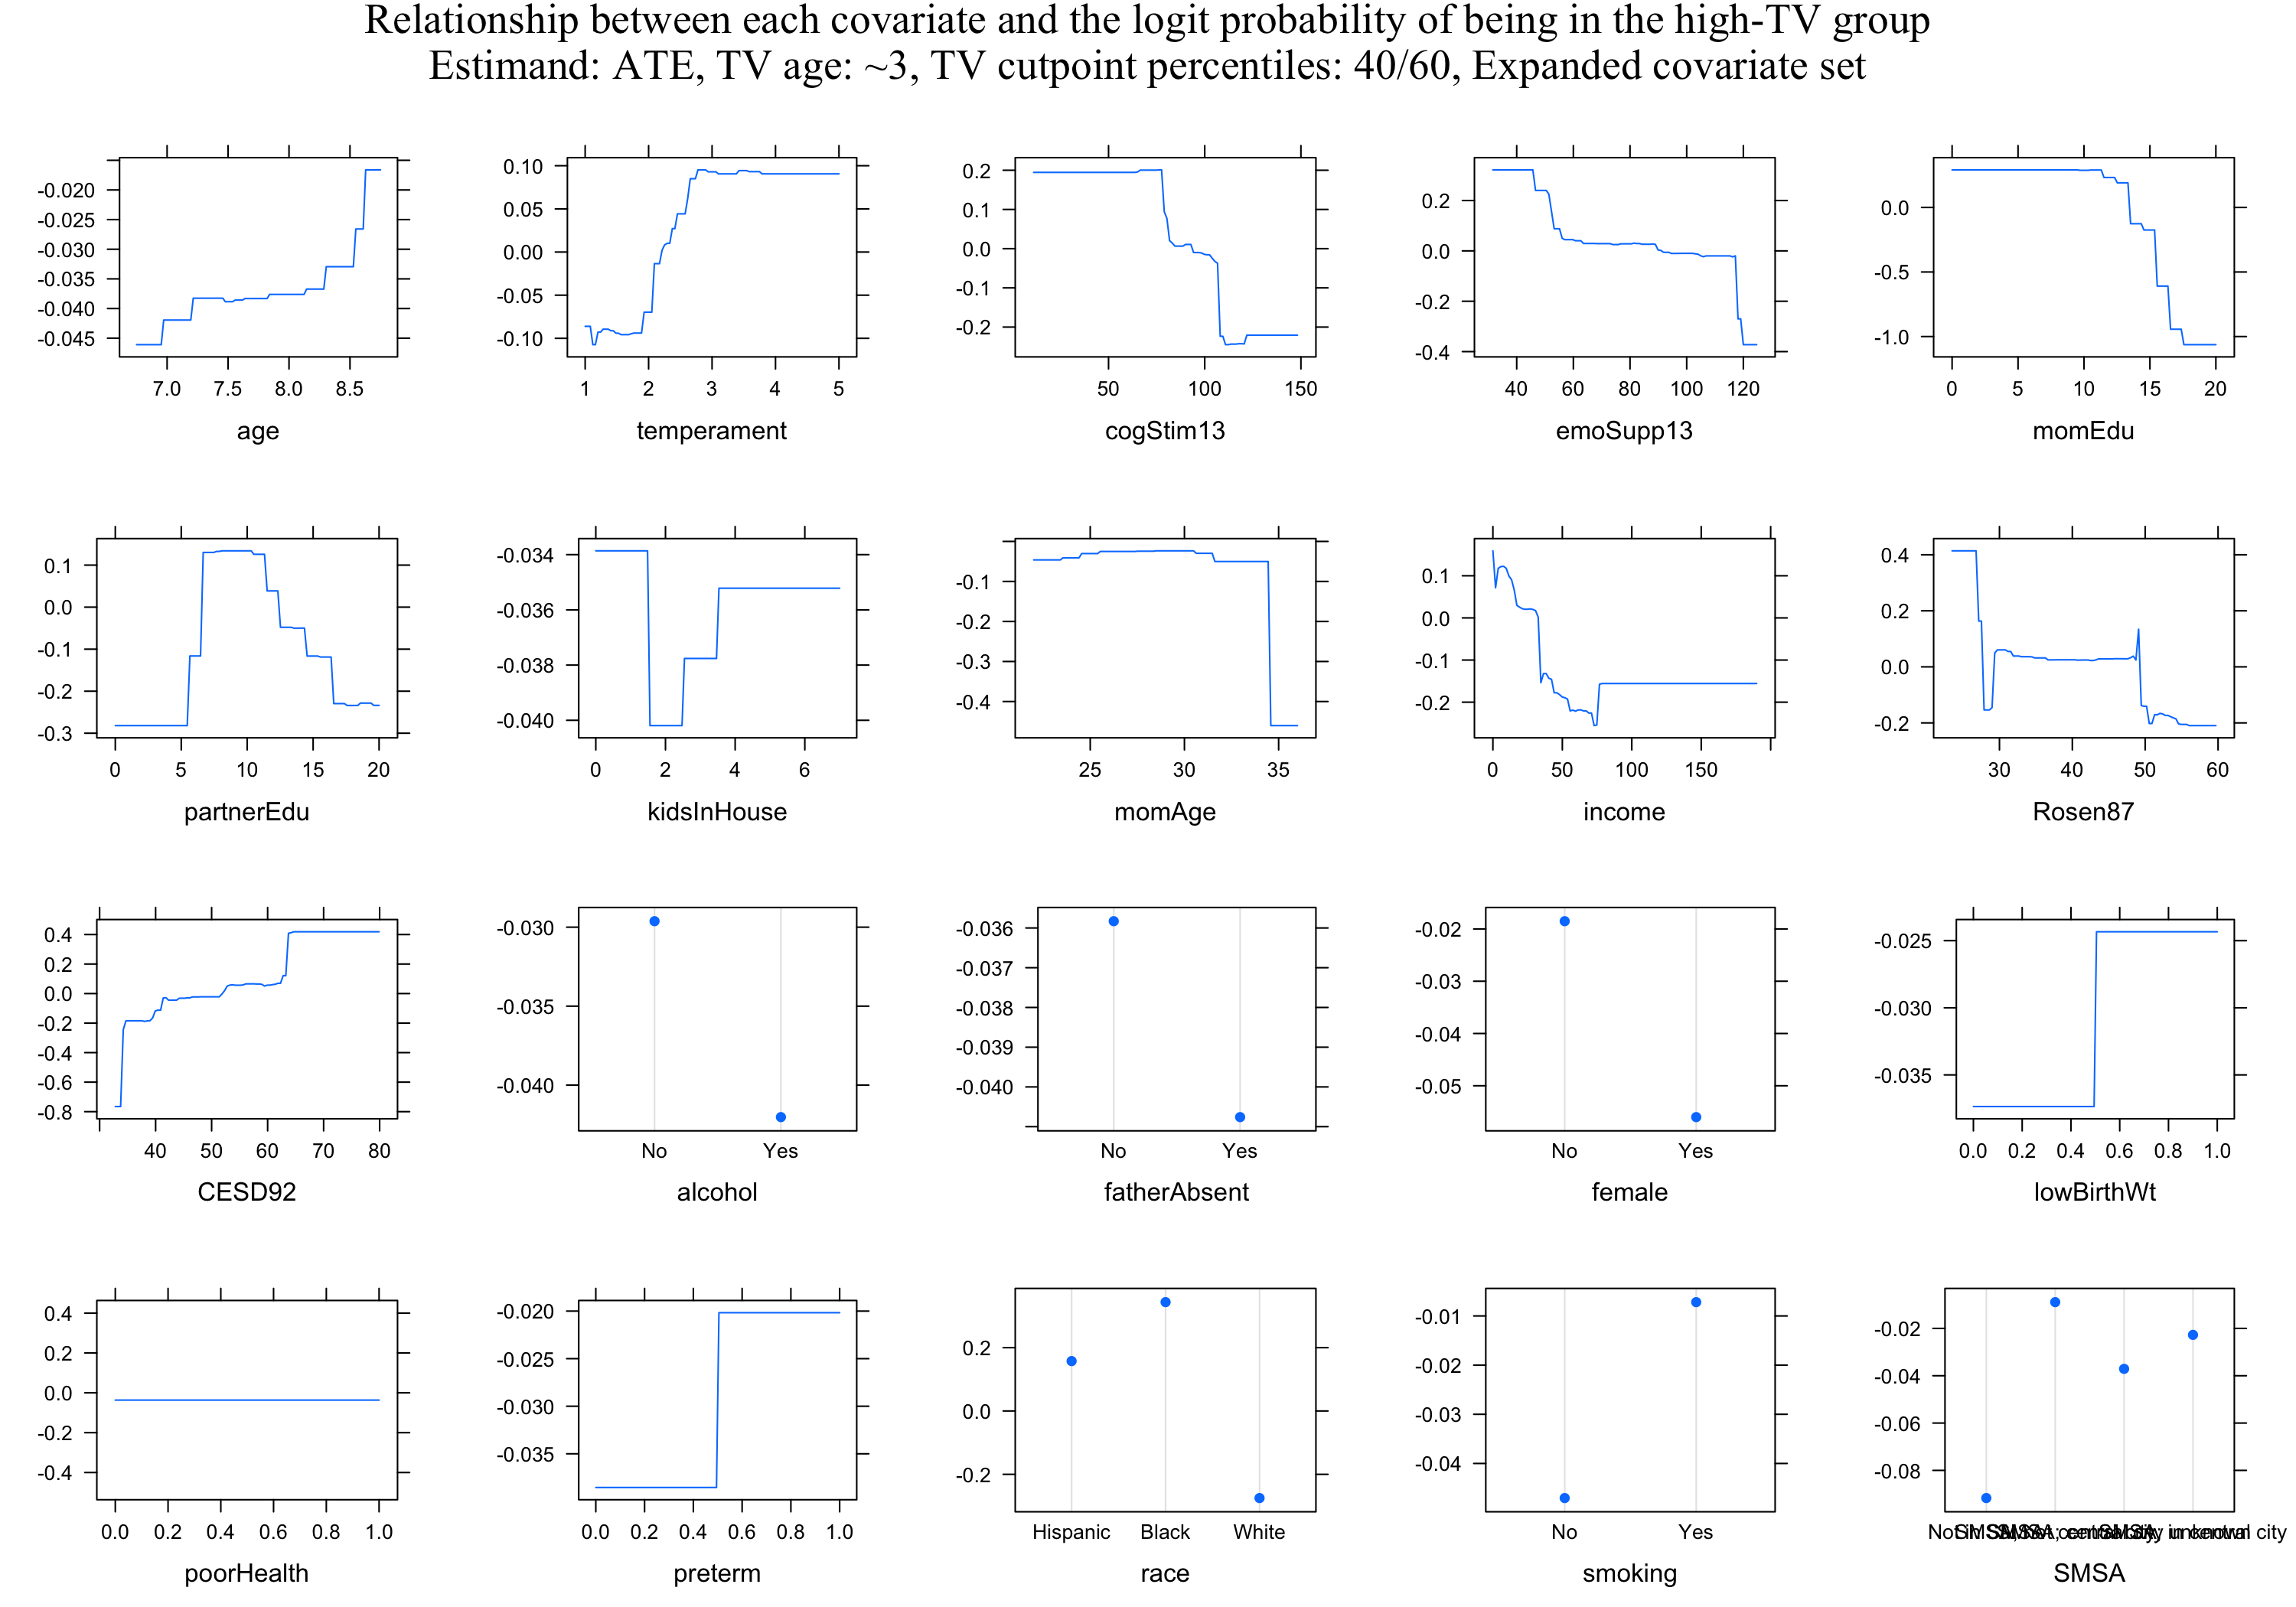 Relationship between each covariate and the logit probability of being in the high-TV group
Estimand: ATE, TV age: ~3, TV cutpoint percentiles: 40/60, Expanded covariate set
-0.020
-0.025
-0.030
-0.035
-0.040
-0.045
7.0 7.5 8.0 8.5
age
0.10
0.05
0.00
-0.05
-0.10
1 2 3 4 5
temperament
0.2
0.1
0.0
-0.1
-0.2
50 100 150
cogStim13
0.2
0.0
-0.2
-0.4
40 60 80 100 120
emoSupp13
0.0
-0.5
-1.0
0 5 10 15 20
momEdu
0.1
0.0
-0.1
-0.2
-0.3
0 5 10 15 20
partnerEdu
-0.034
-0.036
-0.038
-0.040
0 2 4 6
kidsInHouse
-0.1
-0.2
-0.3
-0.4
25 30 35
momAge
0.1
0.0
-0.1
-0.2
0 50 100 150
income
0.4
0.2
0.0
-0.2
30 40 50 60
Rosen87
0.4
0.2
0.0
-0.2
-0.4
-0.6
-0.8
40 50 60 70 80
CESD92
-0.030
-0.035
-0.040
No Yes
alcohol
-0.036
-0.037
-0.038
-0.039
-0.040
No Yes
fatherAbsent
-0.02
-0.03
-0.04
-0.05
No Yes
female
-0.025
-0.030
-0.035
0.0 0.2 0.4 0.6 0.8 1.0
lowBirthWt
0.4
0.2
0.0
-0.2
-0.4
0.0 0.2 0.4 0.6 0.8 1.0
poorHealth
-0.020
-0.025
-0.030
-0.035
0.0 0.2 0.4 0.6 0.8 1.0
preterm
0.2
0.0
-0.2
Hispanic Black White
race
-0.01
-0.02
-0.03
-0.04
No Yes
smoking
-0.02
-0.04
-0.06
-0.08
city
SMSA